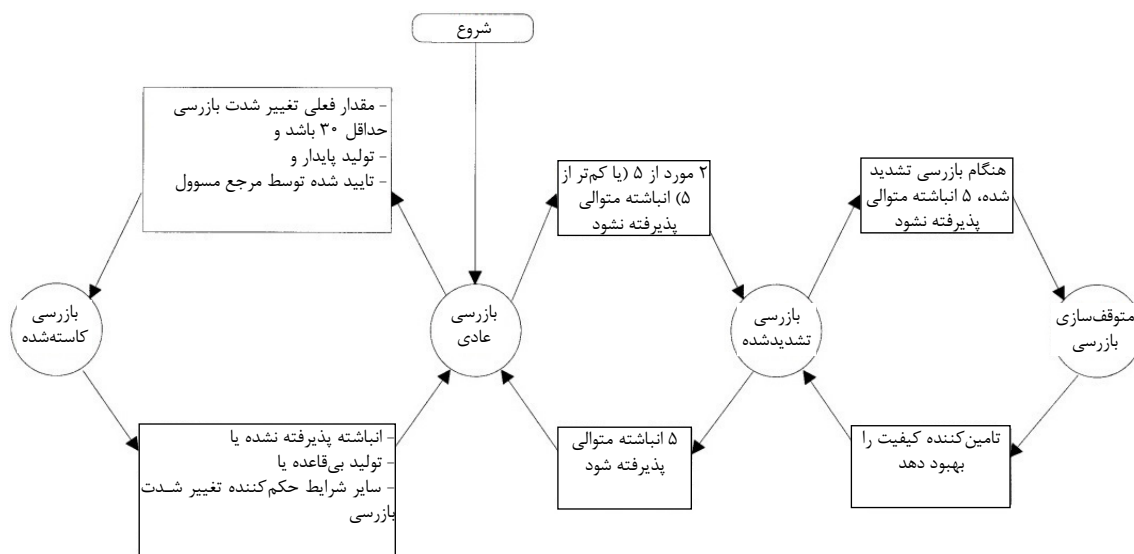 شروع
- مقدار فعلی تغییر شدت بازرسی
حداقل ۳۰ باشد و
- تولید پایدار و
- تایید شده توسط مرجع مسوول
۲ مورد از ۵ (یا کم‌تر از
۵) انباشته متوالی
پذیرفته نشود
هنگام بازرسی تشدید
شده، ۵ انباشته متوالی
پذیرفته نشود
بازرسی
کاسته‌شده
بازرسی
عادی
بازرسی
تشدیدشده
متوقف‌سازی
بازرسی
- انباشته پذیرفته نشده یا
- تولید بی‌قاعده یا
- سایر شرایط حکم‌کننده تغییر شدت
بازرسی
۵ انباشته متوالی
پذیرفته شود
تامین‌کننده کیفیت را
بهبود دهد